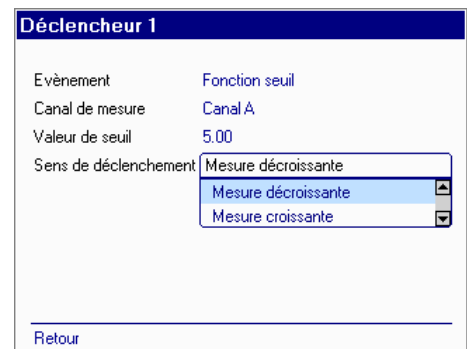 Déclencheur 1
Evènement Fonction seuil
Canal de mesure Canal A
Valeur de seuil 5.00
Sens de déclenchement Mesure décroissante
Mesure décroissante
Mesure croissante
Retour